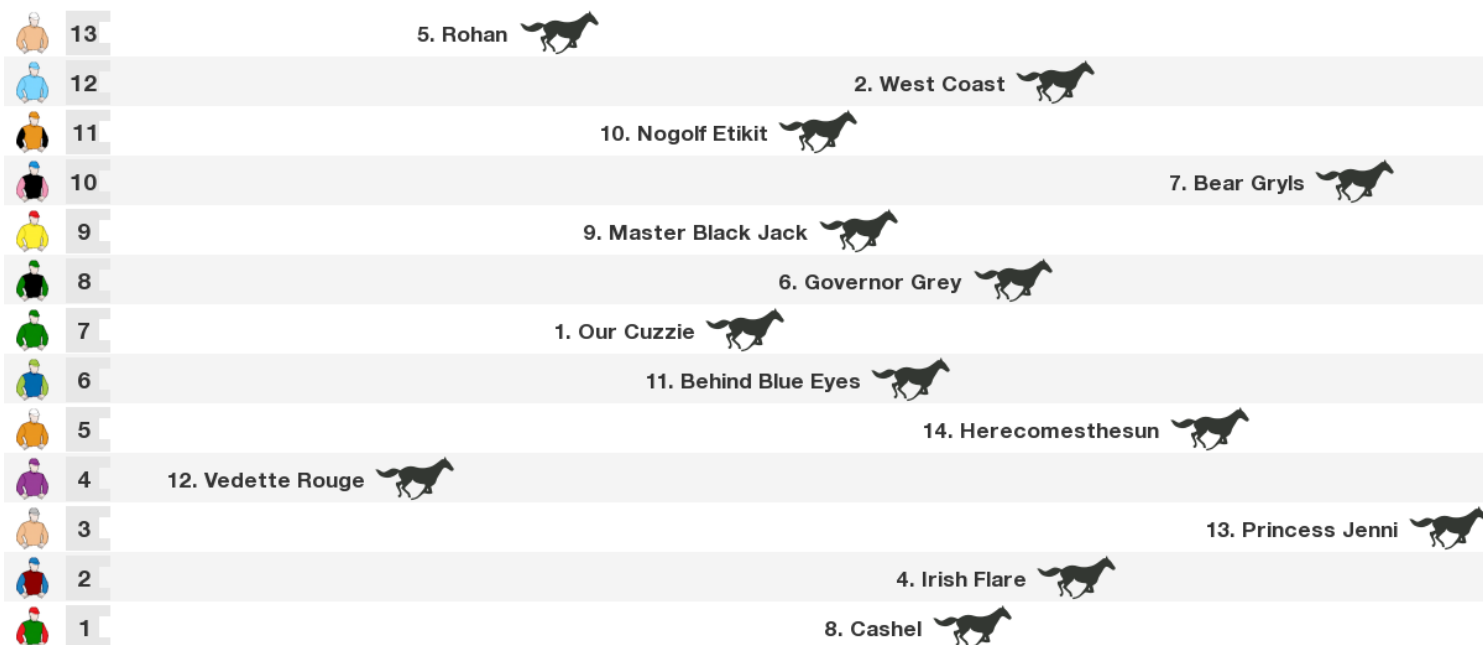 13 5. Rohan
12 2. West Coast
11 10. Nogolf Etikit
10 7. Bear Gryls
9 9. Master Black Jack
8 6. Governor Grey
7 1. Our Cuzzie
6 11. Behind Blue Eyes
5 14. Herecomesthesun
4 12. Vedette Rouge
3 13. Princess Jenni
2 4. Irish Flare
1 8. Cashel